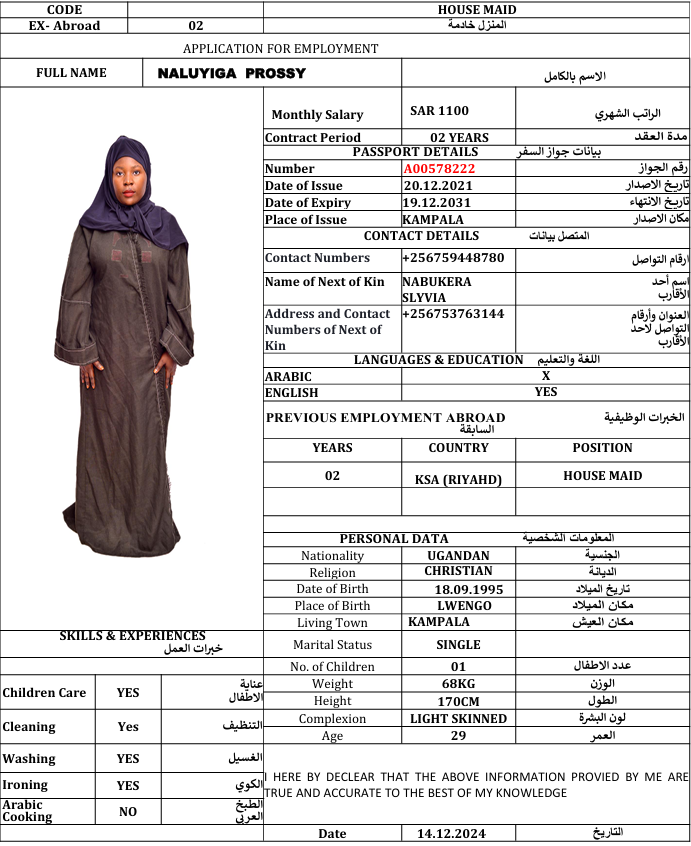 CODE HOUSE MAID
EX- Abroad 02 المنزل خادمة
APPLICATION FOR EMPLOYMENT
FULL NAME NALUYIGA PROSSY الاسم بالكامل
Monthly Salary SAR 1100 الراتب الشهري
Contract Period 02 YEARS مدة العقد
PASSPORT DETAILS بيانات جواز السفر
Number A00578222 رقم الجواز
Date of Issue 20.12.2021 تاريخ الاصدار
Date of Expiry 19.12.2031 تاريخ الانتهاء
Place of Issue KAMPALA مكان الاصدار
CONTACT DETAILS المتصل بيانات
Contact Numbers +256759448780 ارقام التواصل
Name of Next of Kin NABUKERA اسم أحد
SLYVIA الأقارب
Address and Contact +256753763144 العنوان وأرقام
Numbers of Next of التواصل لاحد
Kin الأقارب
LANGUAGES & EDUCATION اللغة والتعليم
ARABIC X
ENGLISH YES
PREVIOUS EMPLOYMENT ABROAD الخبرات الوظيفية
السابقة
YEARS COUNTRY POSITION
02 KSA (RIYAHD) HOUSE MAID
PERSONAL DATA المعلومات الشخصية
Nationality UGANDAN الجنسية
Religion CHRISTIAN الديانة
Date of Birth 18.09.1995 تاريخ الميلاد
Place of Birth LWENGO مكان الميلاد
Living Town KAMPALA مكان العيش
Marital Status SINGLE
No. of Children 01 عدد الاطفال
Weight 68KG الوزن
Height 170CM الطول
Complexion LIGHT SKINNED لون البشرة
Age 29 العمر
SKILLS & EXPERIENCES
خبرات العمل
Children Care YES عناية
الاطفال
Cleaning Yes التنظيف
Washing YES الغسيل
Ironing YES الكوي
Arabic NO الطبخ
Cooking العربي
I HERE BY DECLEAR THAT THE ABOVE INFORMATION PROVIED BY ME ARE
TRUE AND ACCURATE TO THE BEST OF MY KNOWLEDGE
Date 14.12.2024 التاريخ